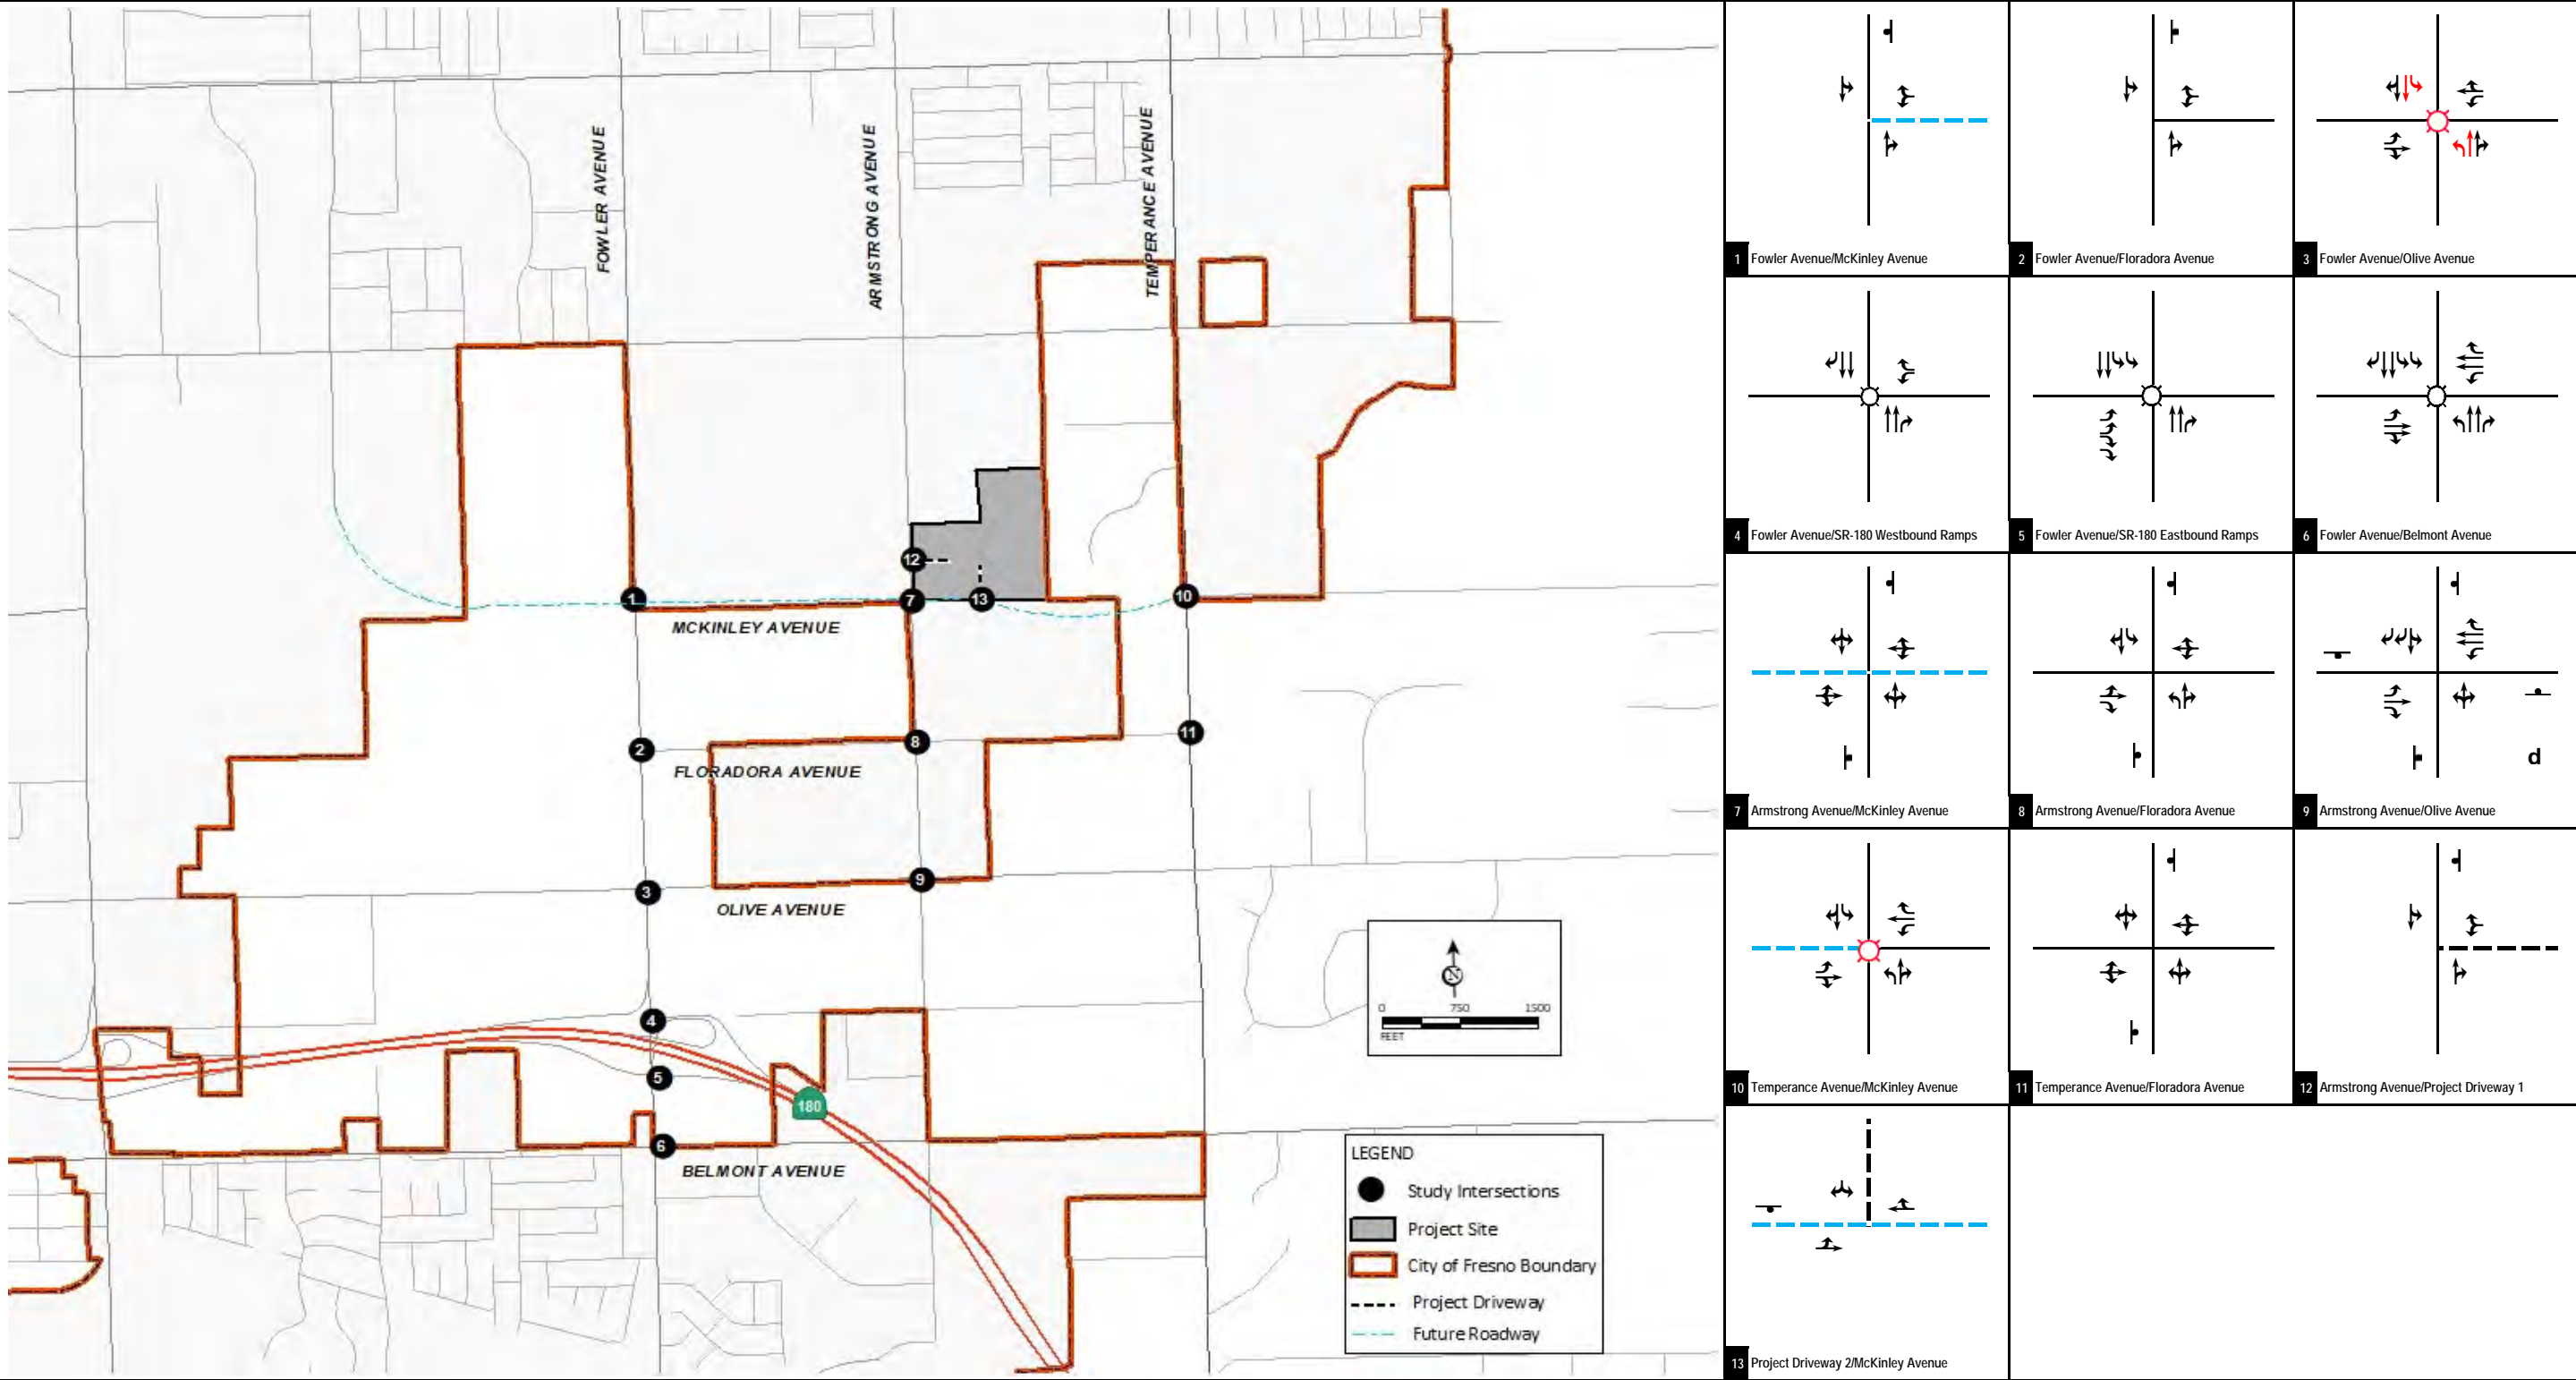 FOWLER AVENUE
ARMSTRONG AVENUE
TEMPERANCE AVENUE
12
1
7
13
10
MCKINLEY AVENUE
2
8
11
FLORADORA AVENUE
3
9
OLIVE AVENUE
N
0 750 1500
FEET
4
5
180
6
BELMONT AVENUE
LEGEND
Study Intersections
Project Site
City of Fresno Boundary
Project Driveway
Future Roadway
1 Fowler Avenue/McKinley Avenue
2 Fowler Avenue/Floradora Avenue
3 Fowler Avenue/Olive Avenue
4 Fowler Avenue/SR-180 Westbound Ramps
5 Fowler Avenue/SR-180 Eastbound Ramps
6 Fowler Avenue/Belmont Avenue
7 Armstrong Avenue/McKinley Avenue
8 Armstrong Avenue/Floradora Avenue
d
9 Armstrong Avenue/Olive Avenue
10 Temperance Avenue/McKinley Avenue
11 Temperance Avenue/Floradora Avenue
12 Armstrong Avenue/Project Driveway 1
13 Project Driveway 2/McKinley Avenue